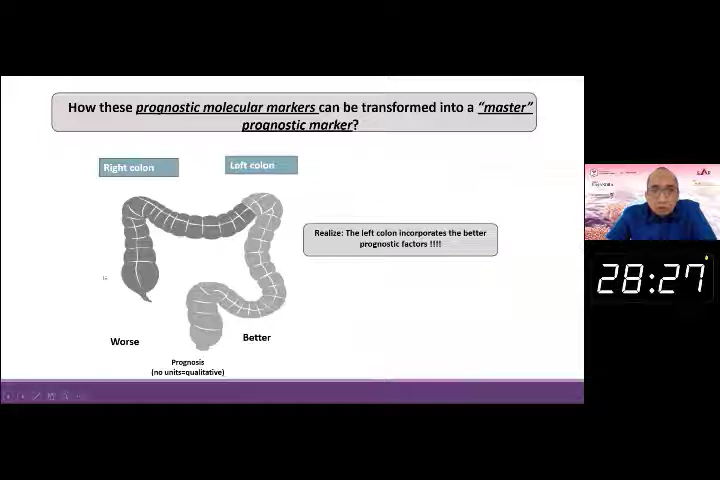 How these prognostic molecular markers can be transformed into a “master”
prognostic marker?
Right colon
Left colon
Realize: The left colon incorporates the better
prognostic factors !!!!
Worse
Better
Prognosis
(no units=qualitative)
28:27